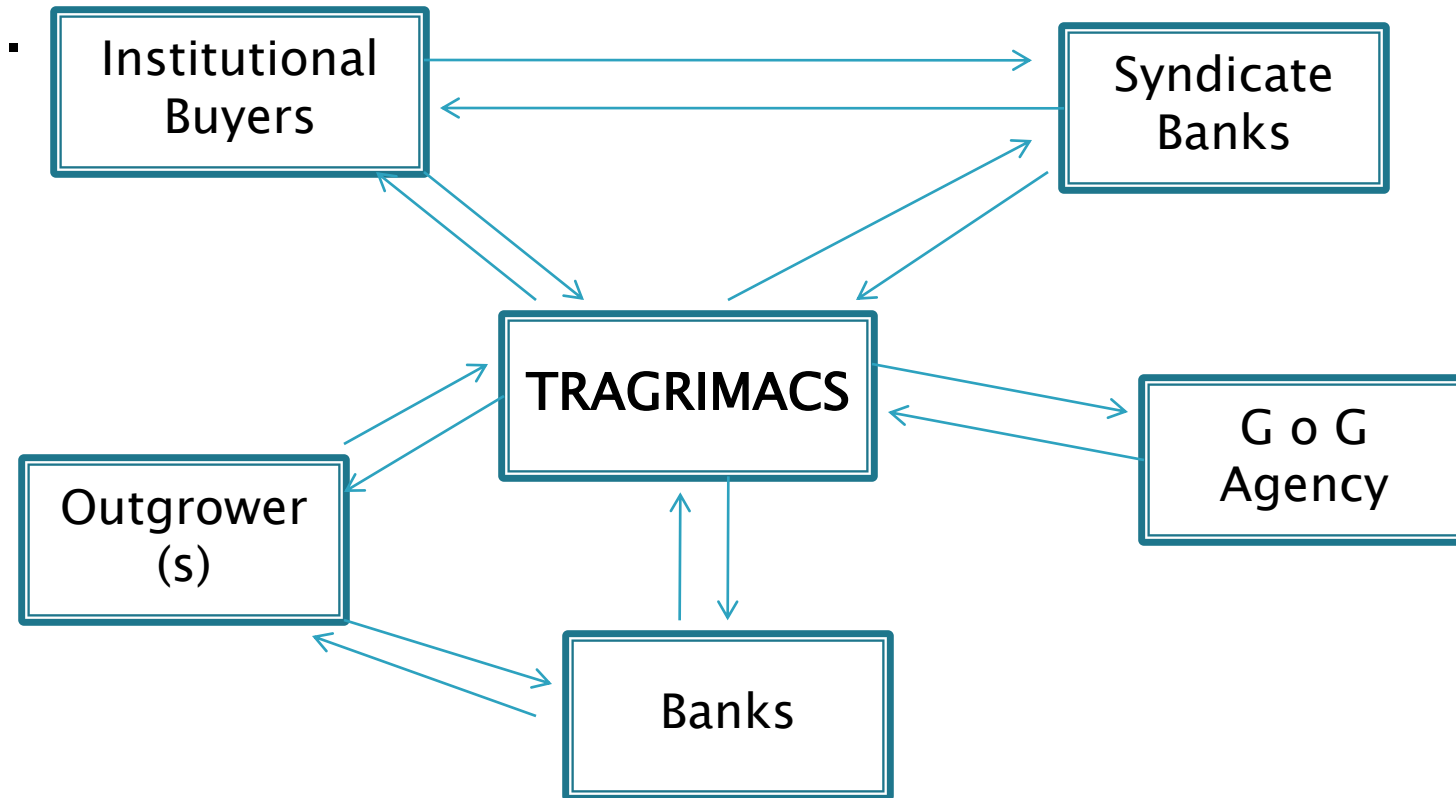 Institutional
Buyers
Syndicate
Banks
TRAGRIMACS
G o G
Agency
Outgrower
(s)
Banks